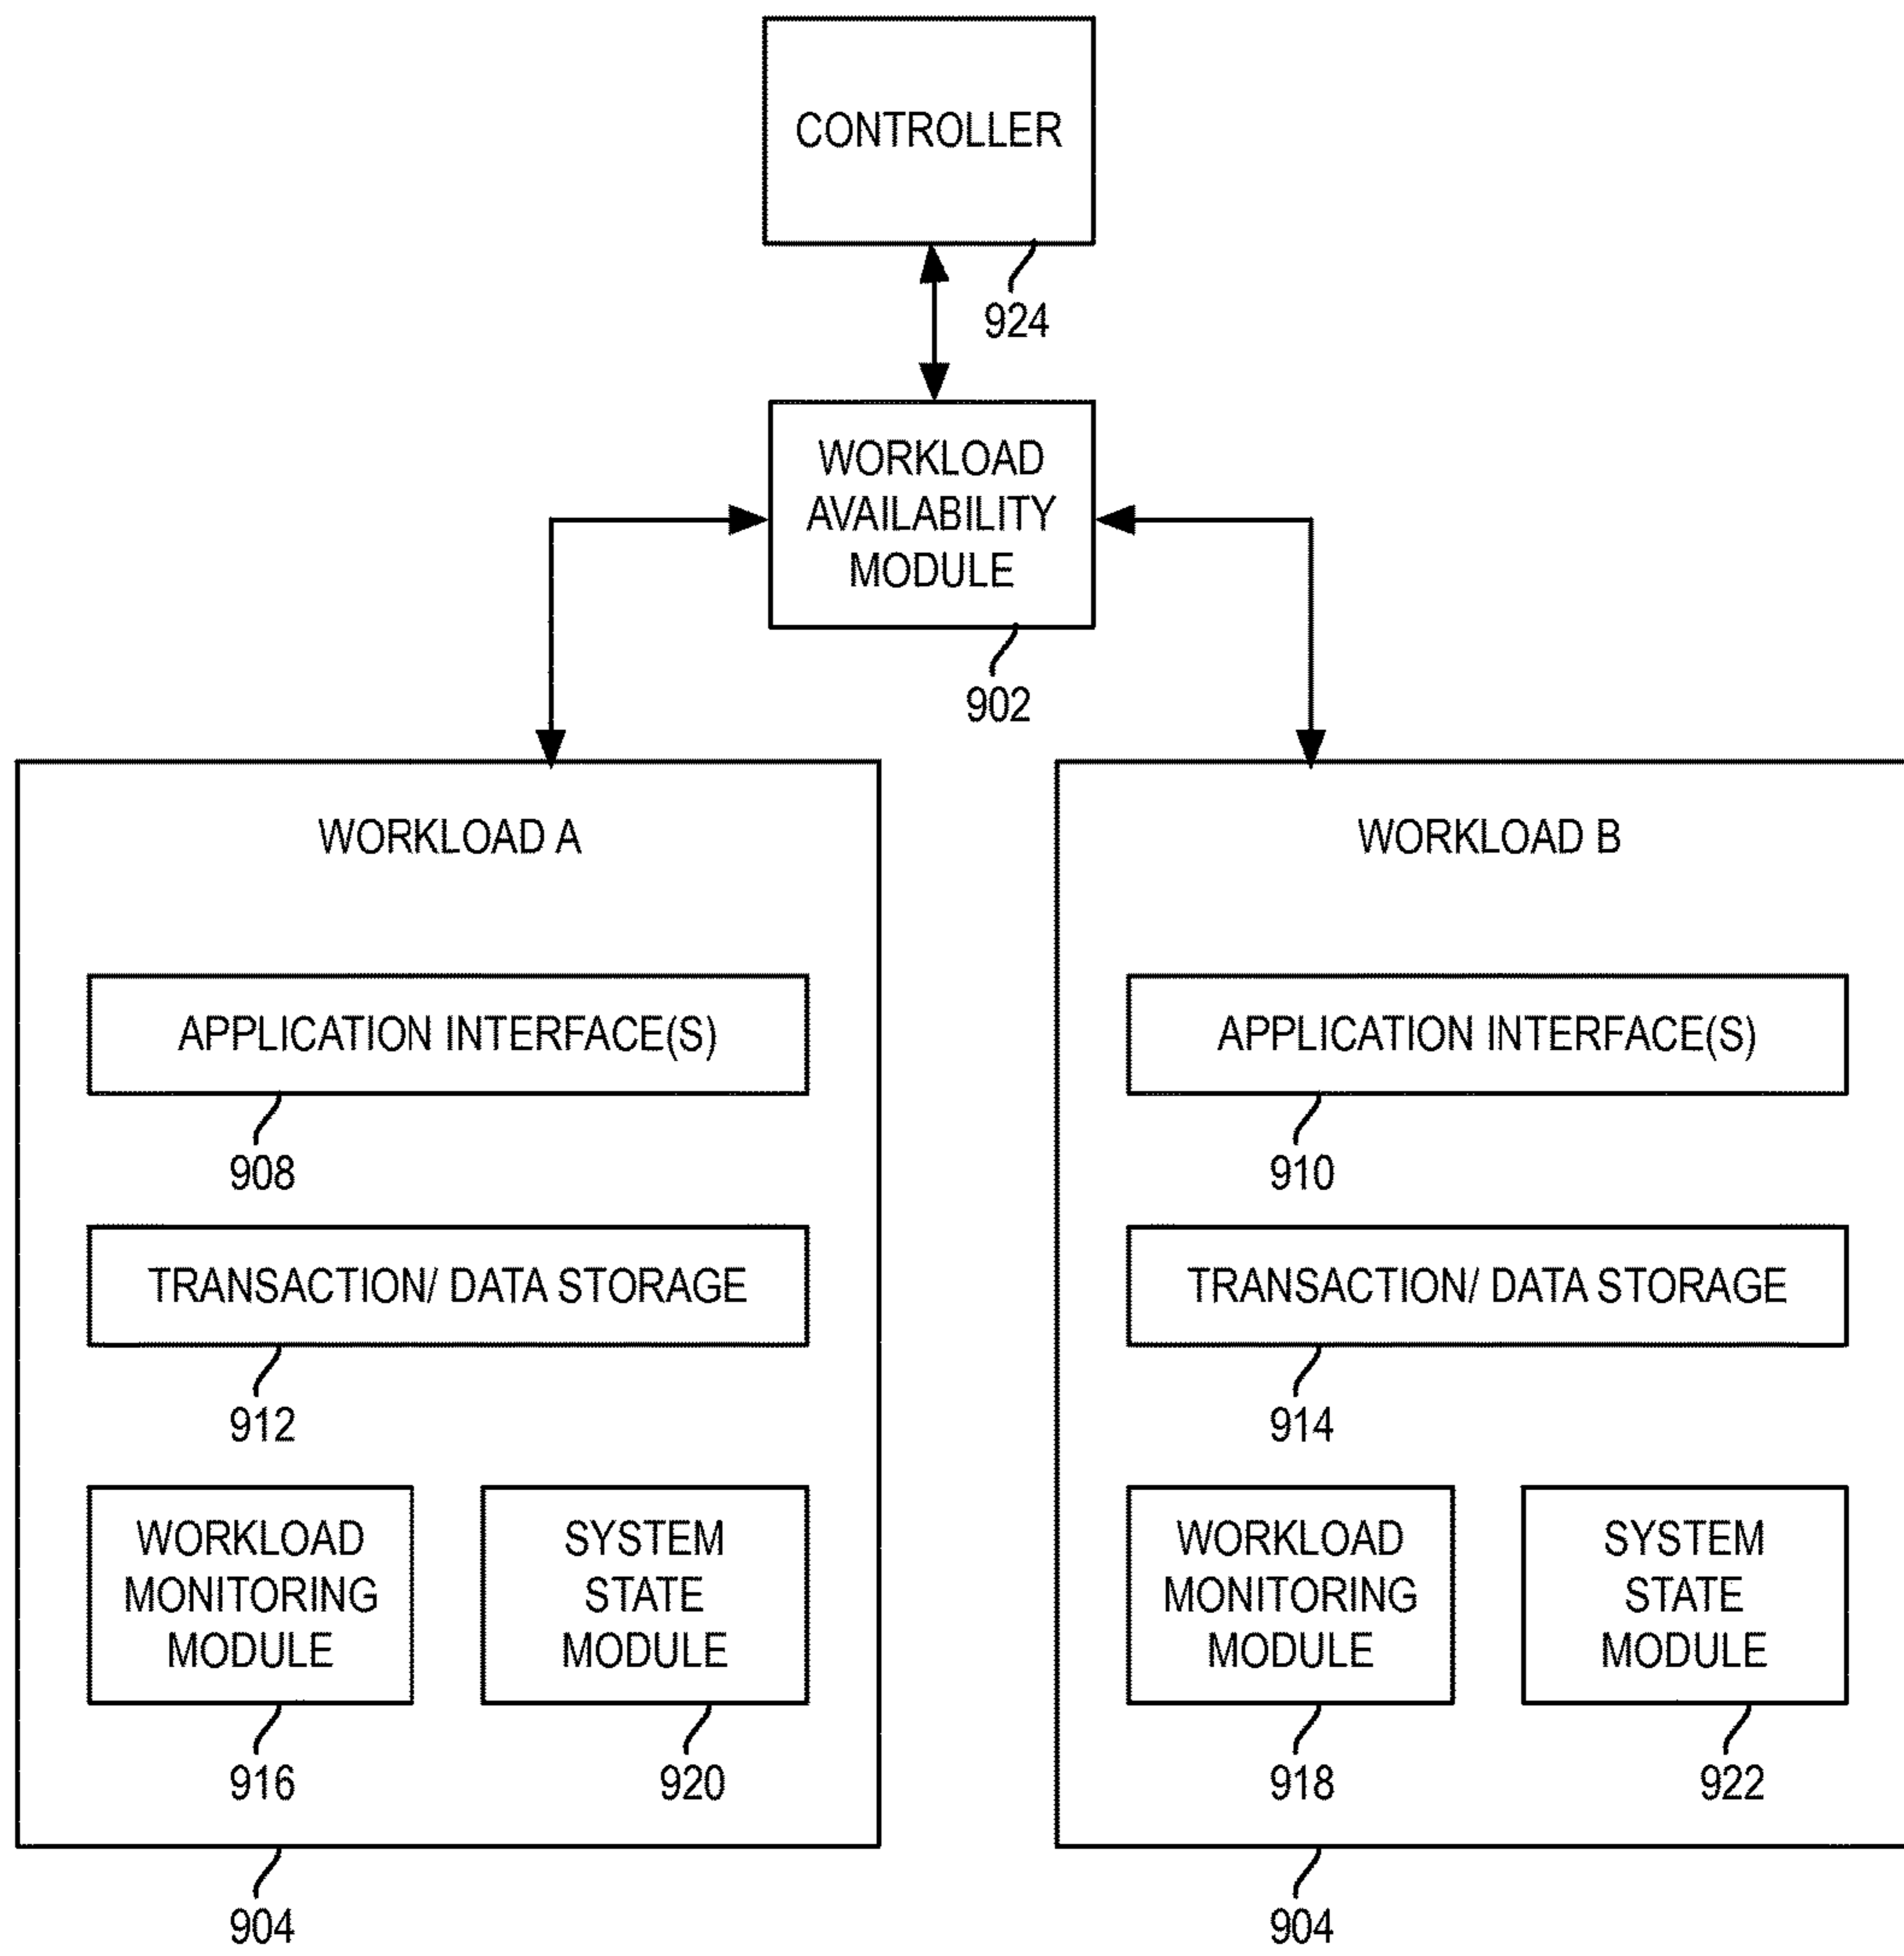 CONTROLLER
924
WORKLOAD
AVAILABILITY
MODULE
902
WORKLOAD A
APPLICATION INTERFACE(S)
908
TRANSACTION/ DATA STORAGE
912
WORKLOAD
MONITORING
MODULE
916
SYSTEM
STATE
MODULE
920
904
WORKLOAD B
APPLICATION INTERFACE(S)
910
TRANSACTION/ DATA STORAGE
914
WORKLOAD
MONITORING
MODULE
918
SYSTEM
STATE
MODULE
922
904